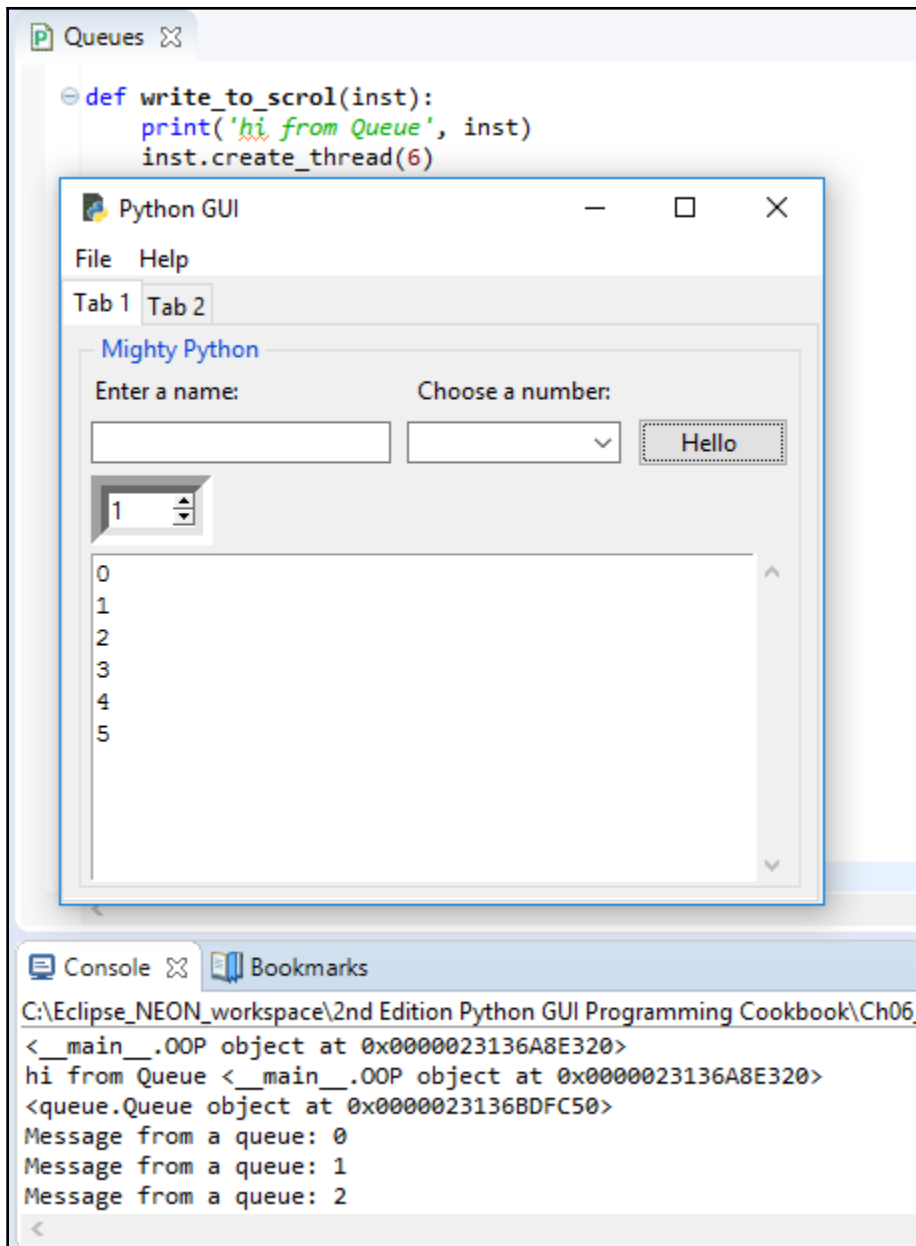 Queues
def write_to_scrol(inst):
print('hi from Queue', inst)
inst.create_thread(6)
Python GUI
File Help
Tab 1 Tab 2
Mighty Python
Enter a name: Choose a number:
Hello
1
0
1
2
3
4
5
Console Bookmarks
C:\Eclipse_NEON_workspace\2nd Edition Python GUI Programming Cookbook\Ch06_
<__main__.OOP object at 0x0000023136A8E320>
hi from Queue <__main__.OOP object at 0x0000023136A8E320>
<queue.Queue object at 0x0000023136BDFC50>
Message from a queue: 0
Message from a queue: 1
Message from a queue: 2